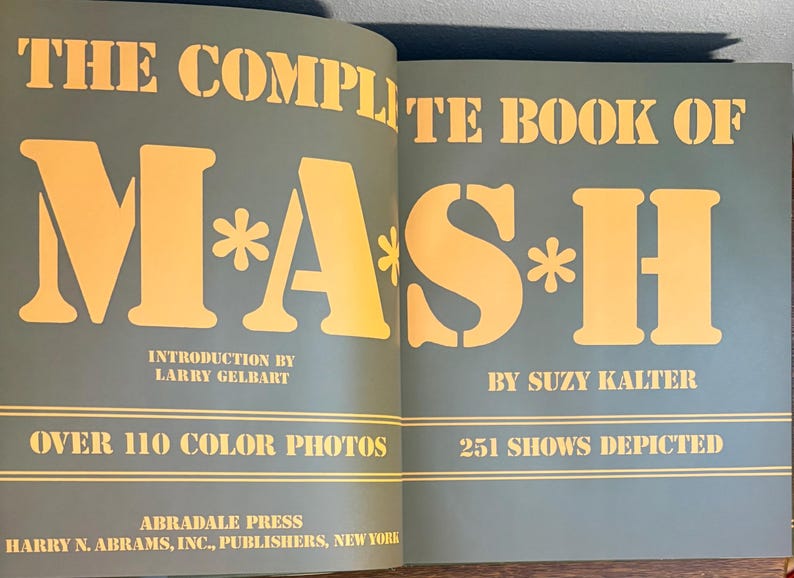 THE COMPLETE BOOK OF
M*A*S*H
INTRODUCTION BY
LARRY GELBART
BY SUZY KALTER
OVER 110 COLOR PHOTOS
251 SHOWS DEPICTED
ABRADALE PRESS
HARRY N. ABRAMS, INC., PUBLISHERS, NEW YORK